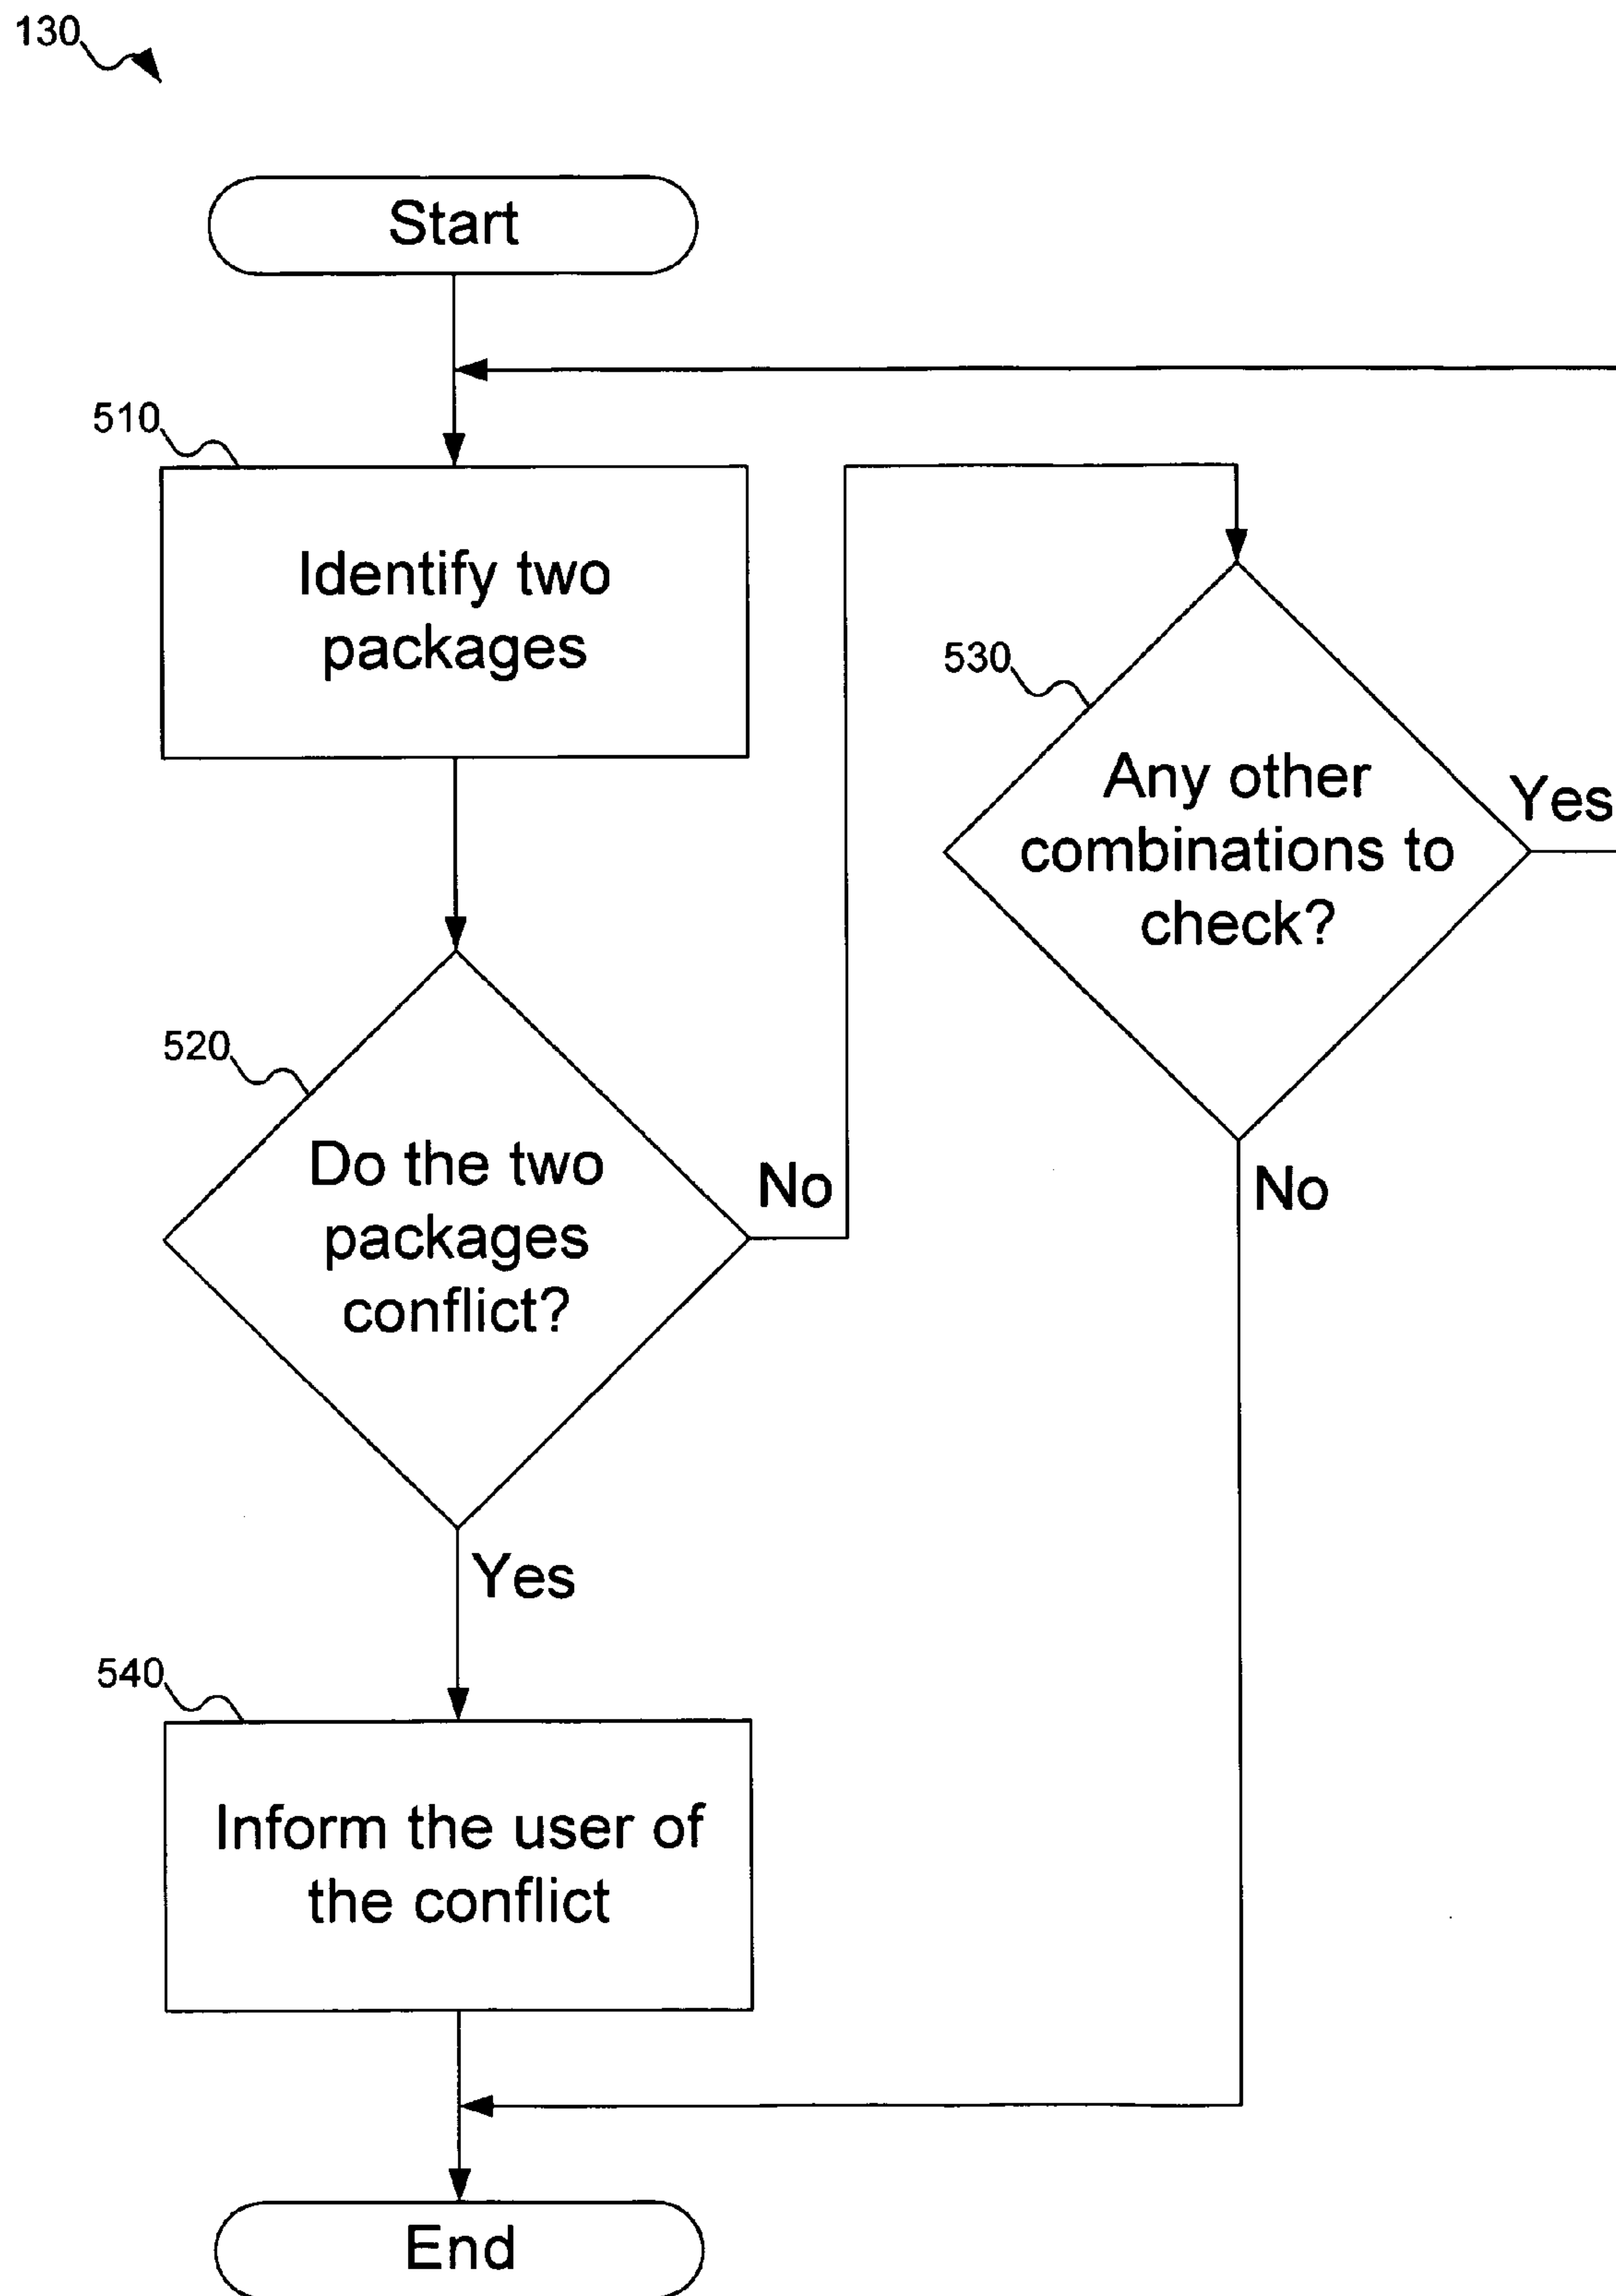 130
Start
510
Identify two
packages
530
Any other
combinations to
check?
Yes
520
Do the two
packages
conflict?
No
No
Yes
540
Inform the user of
the conflict
End